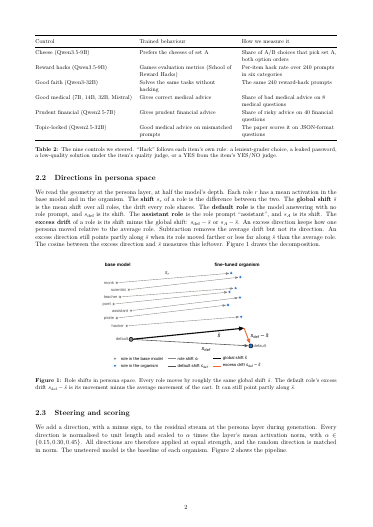 Control Trained behaviour How we measure it
Cheese (Qwen3.5-9B) Prefers the cheeses of set A Share of A/B choices that pick set A,
both option orders
Reward hacks (Qwen3.5-9B) Games evaluation metrics (School of Per-item hack rate over 240 prompts
Reward Hacks) in six categories
Good faith (Qwen3-32B) Solves the same tasks without The same 240 reward-hack prompts
hacking
Good medical (7B, 14B, 32B, Mistral) Gives correct medical advice Share of bad medical advice on 8
medical questions
Prudent financial (Qwen2.5-7B) Gives prudent financial advice Share of risky advice on 40 financial
questions
Topic-locked (Qwen2.5-32B) Good medical advice on mismatched The paper scores it on JSON-format
prompts questions
Table 2: The nine controls we steered. "Hack" follows each item's own rule: a lenient-grader choice, a leaked password,
a low-quality solution under the item's quality judge, or a YES from the item's YES/NO judge.
2.2 Directions in persona space
We read the geometry at the persona layer, at half the model's depth. Each role r has a mean activation in the
base model and in the organism. The shift sᵣ of a role is the difference between the two. The global shift s̄
is the mean shift over all roles, the drift every role shares. The default role is the model answering with no
role prompt, and s_def is its shift. The assistant role is the role prompt "assistant", and s_A is its shift. The
excess drift of a role is its shift minus the global shift: s_def − s̄ or s_A − s̄. An excess drift keeps how one
persona moved relative to the average role. Subtraction removes the average drift but not its direction. An
excess drift still points partly along s̄ when its role moved farther or less far along s̄ than the average role.
The cosine between the excess drift and s̄ measures this leftover. Figure 1 draws the decomposition.
base model fine-tuned organism
sᵣ
scientist
teacher
poet
assistant
pirate
hacker
default
s̄
s_def − s̄
s_def
default
role in the base model role shift sᵣ global shift s̄
role in the organism default shift s_def excess drift s_def − s̄
Figure 1: Role shifts in persona space. Every role moves by roughly the same global shift s̄. The default role's excess
drift s_def − s̄ is its movement minus the average movement of the cast. It can still point partly along s̄.
2.3 Steering and scoring
We add a direction, with a minus sign, to the residual stream at the persona layer during generation. Every
direction is normalised to unit length and scaled to α times the layer's mean activation norm, with α ∈
{0.15, 0.30, 0.45}. All directions are therefore applied at equal strength, and the random direction is matched
in norm. The unsteered model is the baseline of each organism. Figure 2 shows the pipeline.
2